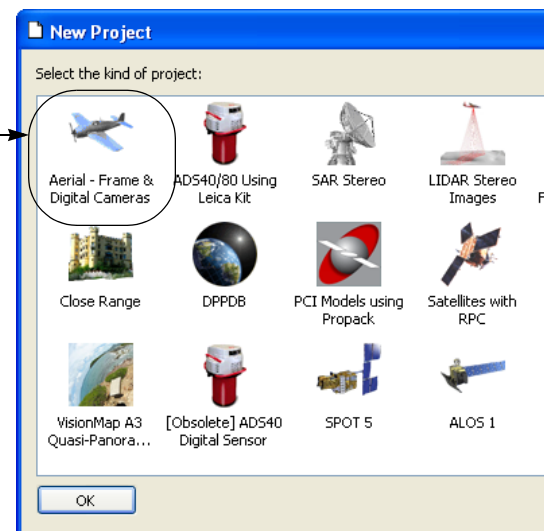 New Project
Select the kind of project:
Aerial - Frame &
Digital Cameras
ADS40/80 Using
Leica Kit
SAR Stereo
LIDAR Stereo
Images
F
Close Range
DPPDB
PCI Models using
Propack
Satellites with
RPC
VisionMap A3
Quasi-Panora...
[Obsolete] ADS40
Digital Sensor
SPOT 5
ALOS 1
OK